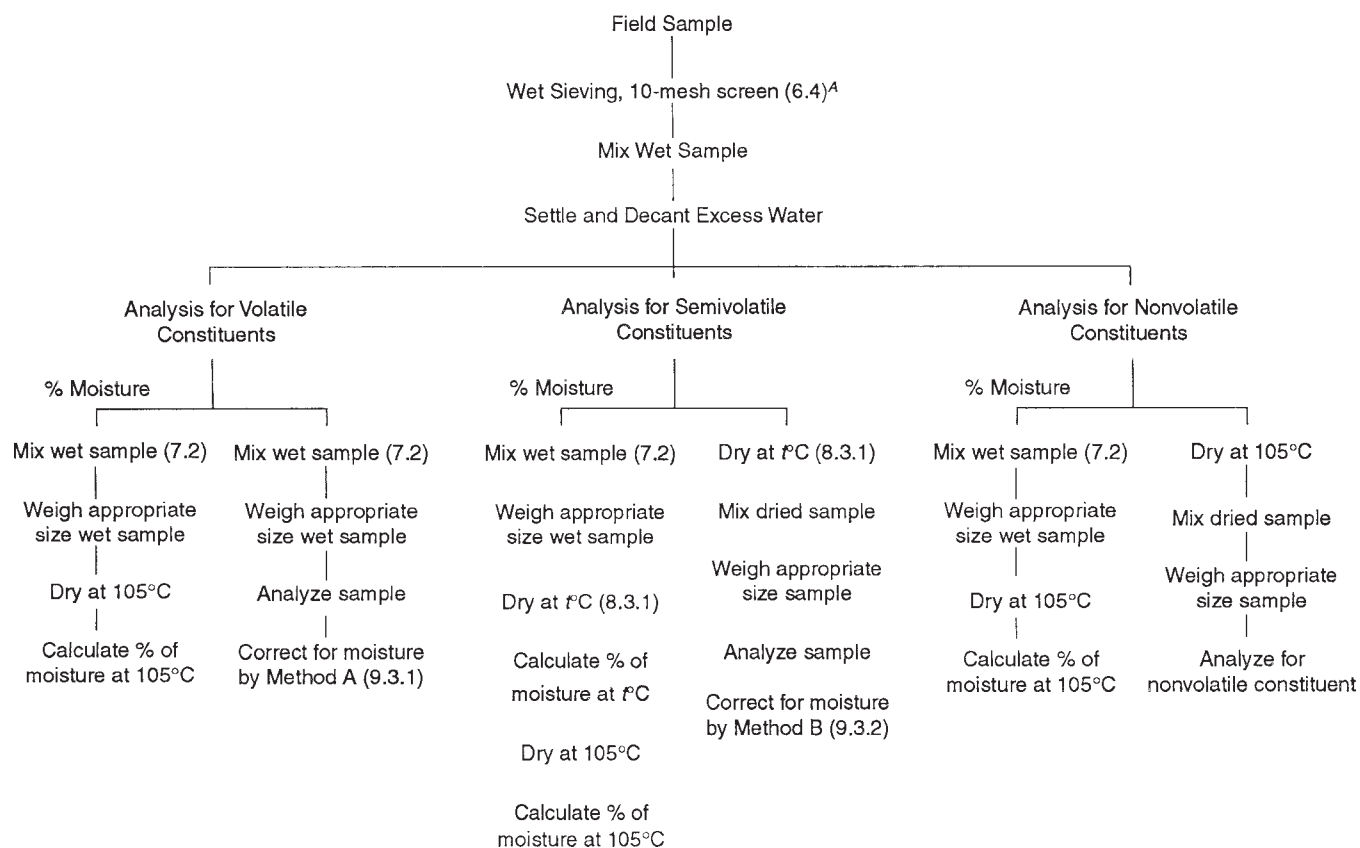 Field Sample
Wet Sieving, 10-mesh screen (6.4)A
Mix Wet Sample
Settle and Decant Excess Water
Analysis for Volatile
Constituents
% Moisture
Mix wet sample (7.2)
Weigh appropriate
size wet sample
Dry at 105°C
Calculate % of
moisture at 105°C
Mix wet sample (7.2)
Weigh appropriate
size wet sample
Analyze sample
Correct for moisture
by Method A (9.3.1)
Analysis for Semivolatile
Constituents
% Moisture
Mix wet sample (7.2)
Weigh appropriate
size wet sample
Dry at t°C (8.3.1)
Calculate % of
moisture at t°C
Dry at 105°C
Calculate % of
moisture at 105°C
Dry at t°C (8.3.1)
Mix dried sample
Weigh appropriate
size sample
Analyze sample
Correct for moisture
by Method B (9.3.2)
Analysis for Nonvolatile
Constituents
% Moisture
Mix wet sample (7.2)
Weigh appropriate
size wet sample
Dry at 105°C
Calculate % of
moisture at 105°C
Dry at 105°C
Mix dried sample
Weigh appropriate
size sample
Analyze for
nonvolatile constituent